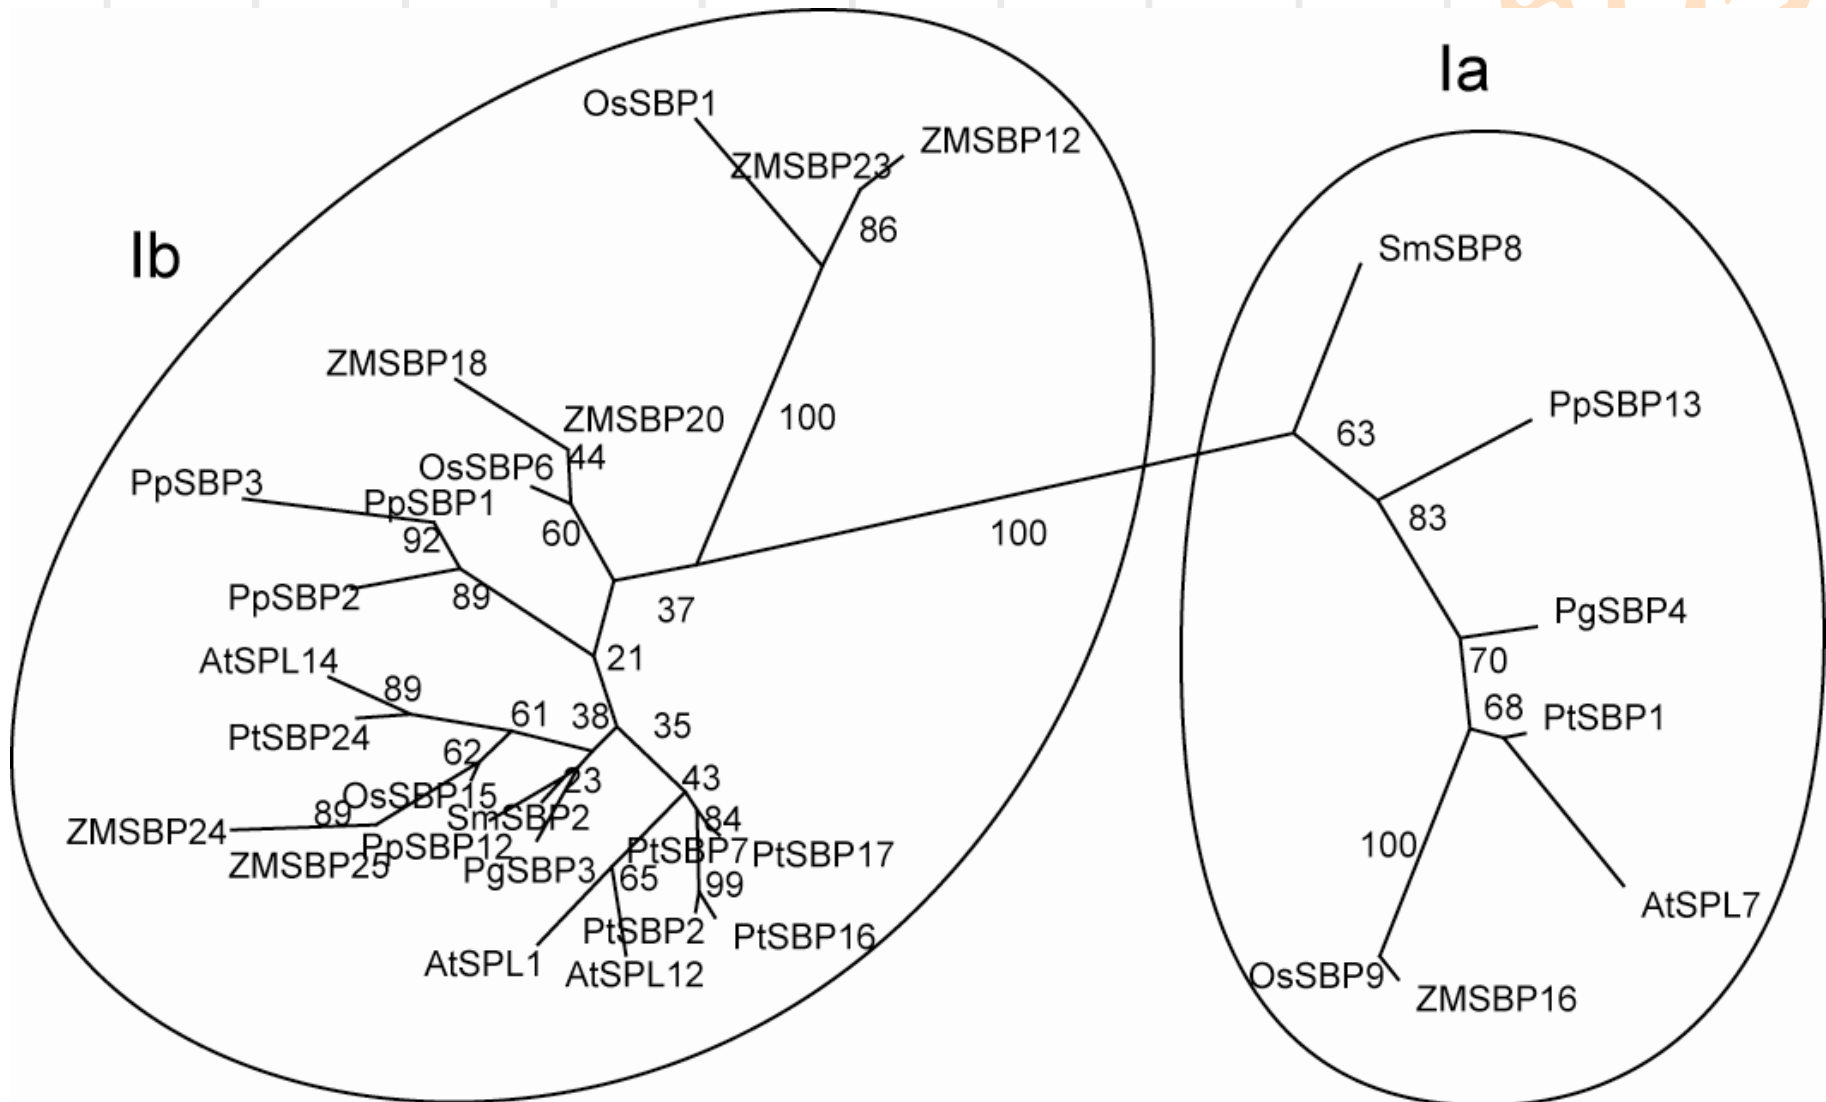 Ia
OsSBP1
ZMSBP12
ZMSBP23
86
Ib
SmSBP8
ZMSBP18
ZMSBP20
100
PpSBP13
63
44
OsSBP6
PpSBP3
PpSBP1
83
92
60
100
PpSBP2
89
37
PgSBP4
21
AtSPL14
70
89
61
38
35
68
PtSBP1
PtSBP24
62
23
43
OsSBP15
89
SmSBP2
84
ZMSBP24
PpSBP12
PtSBP7
PtSBP17
100
ZMSBP25
PgSBP3
65
99
AtSPL7
PtSBP2
PtSBP16
AtSPL1
AtSPL12
OsSBP9
ZMSBP16